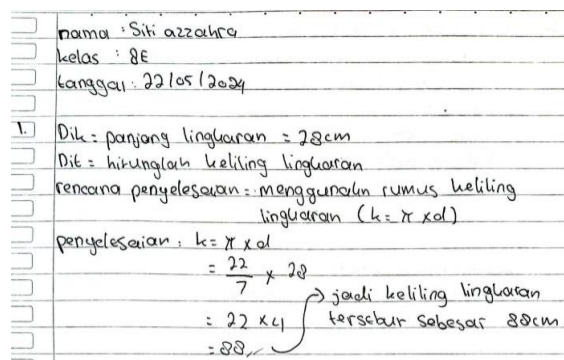 nama : Siti azzahra
kelas : 8E
tanggal : 22/05/2024
1. Dik = panjang lingkaran = 28cm
Dit = hitunglah keliling lingkaran
rencana penyelesaian : menggunakn rumus keliling
lingkaran (k = π x d)
penyelesaian : k = π x d
= 22/7 x 28
= 22 x 4
= 88,,
jadi keliling lingkaran
tersebut sebesar 88cm